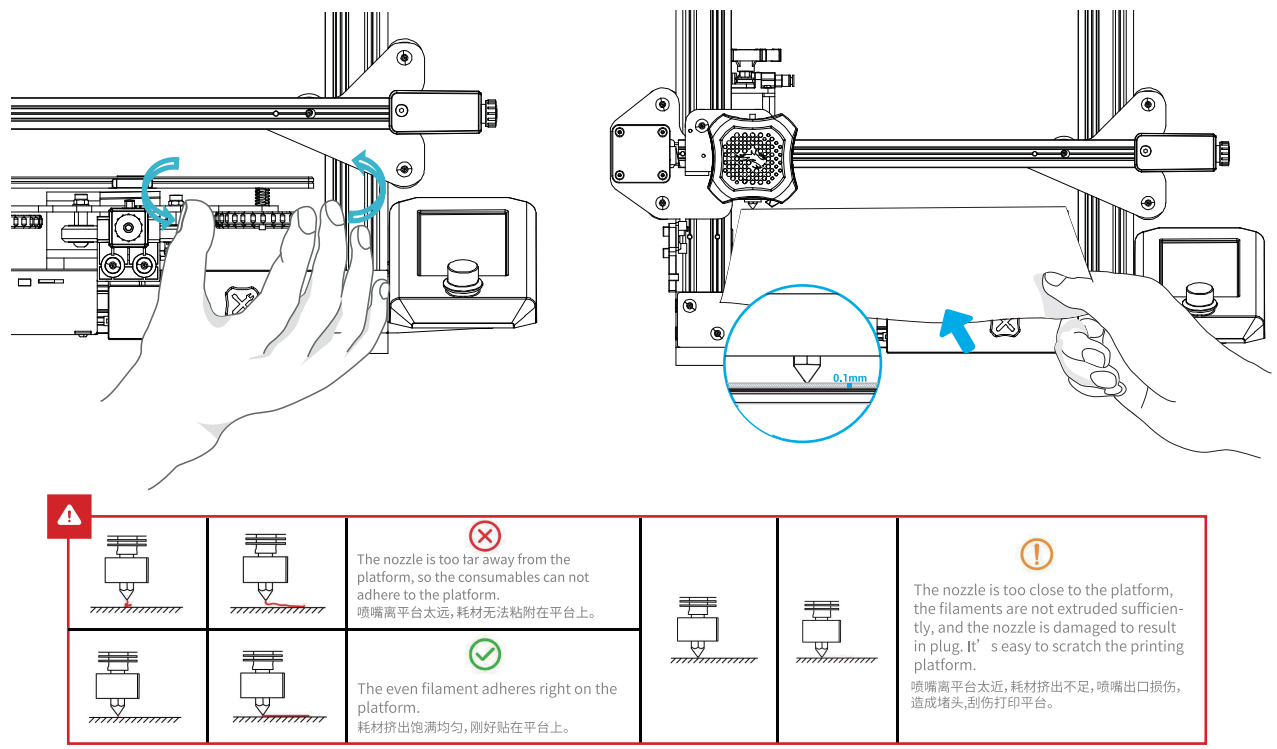 0.1mm
The nozzle is too far away from the
platform, so the consumables can not
adhere to the platform.
喷嘴离平台太远，耗材无法粘附在平台上。
The even filament adheres right on the
platform.
耗材挤出饱满均匀，刚好贴在平台上。
The nozzle is too close to the platform,
the filaments are not extruded sufficien-
tly, and the nozzle is damaged to result
in plug. It's easy to scratch the printing
platform.
喷嘴离平台太近，耗材挤出不足，喷嘴出口损伤，
造成堵头,刮伤打印平台。